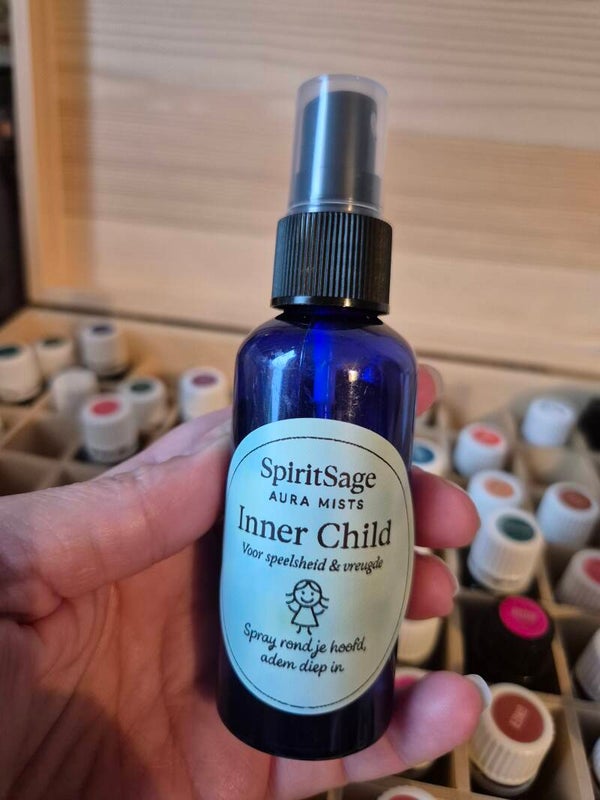 SpiritSage
AURA MISTS
Inner Child
Voor speelsheid & vreugde
Spray rond je hoofd,
adem diep in